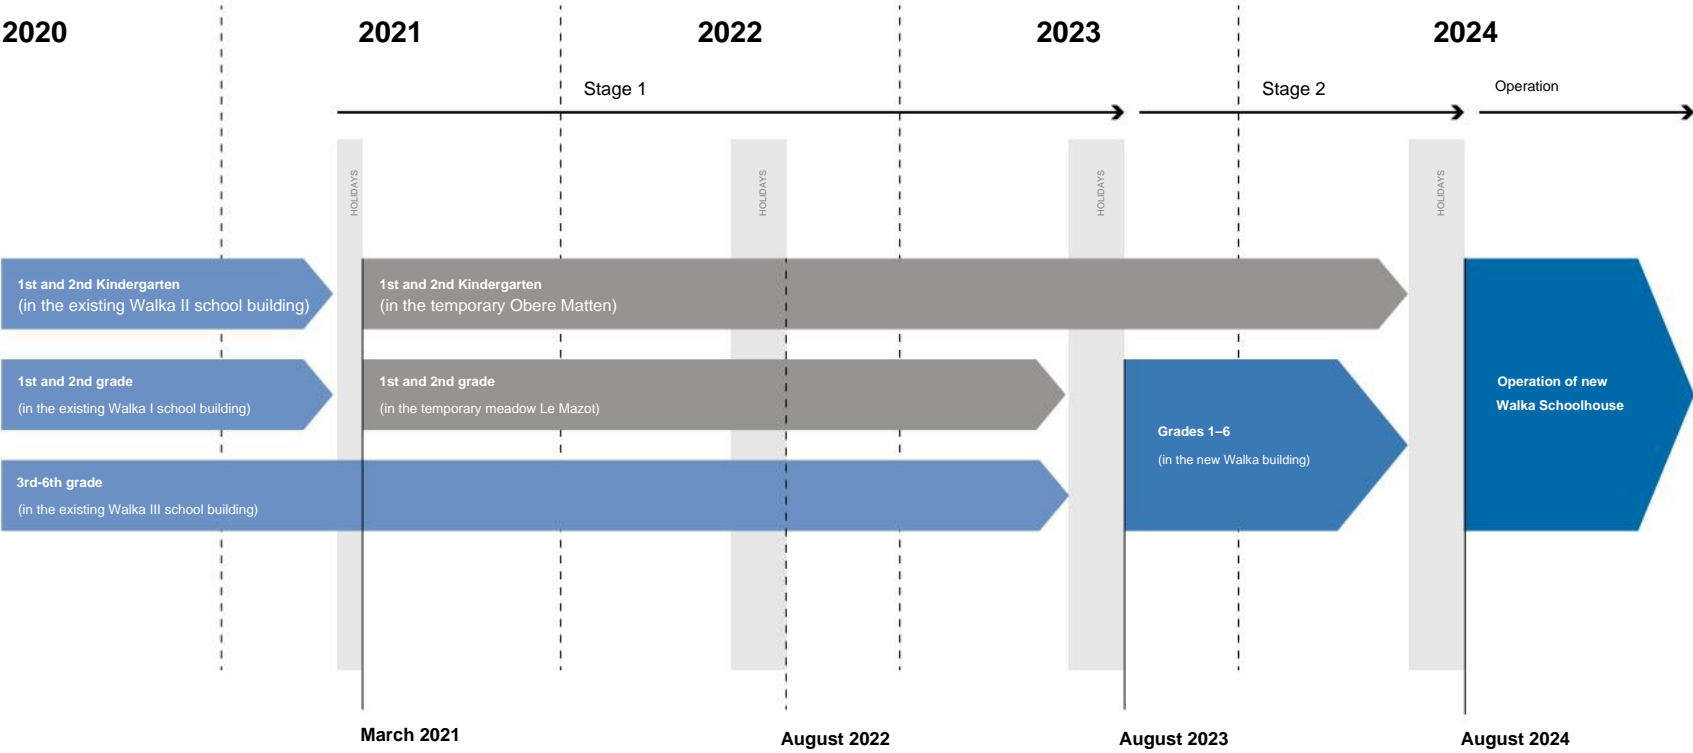 2020
2021
2022
2023
2024
Stage 1
Stage 2
Operation
HOLIDAYS
HOLIDAYS
HOLIDAYS
HOLIDAYS
1st and 2nd Kindergarten
(in the existing Walka II school building)
1st and 2nd Kindergarten
(in the temporary Obere Matten)
1st and 2nd grade
(in the existing Walka I school building)
1st and 2nd grade
(in the temporary meadow Le Mazot)
3rd-6th grade
(in the existing Walka III school building)
Grades 1–6
(in the new Walka building)
Operation of new
Walka Schoolhouse
March 2021
August 2022
August 2023
August 2024